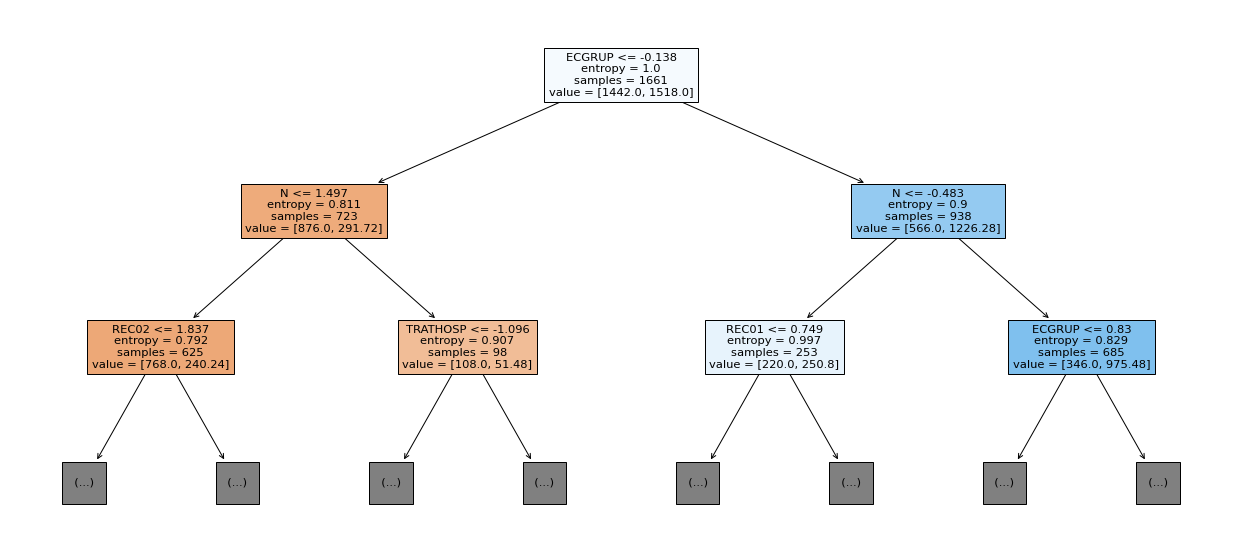 ECGRUP <= -0.138
entropy = 1.0
samples = 1661
value = [1442.0, 1518.0]
N <= 1.497
entropy = 0.811
samples = 723
value = [876.0, 291.72]
N <= -0.483
entropy = 0.9
samples = 938
value = [566.0, 1226.28]
REC02 <= 1.837
entropy = 0.792
samples = 625
value = [768.0, 240.24]
TRATHOSP <= -1.096
entropy = 0.907
samples = 98
value = [108.0, 51.48]
REC01 <= 0.749
entropy = 0.997
samples = 253
value = [220.0, 250.8]
ECGRUP <= 0.83
entropy = 0.829
samples = 685
value = [346.0, 975.48]
(...)
(...)
(...)
(...)
(...)
(...)
(...)
(...)